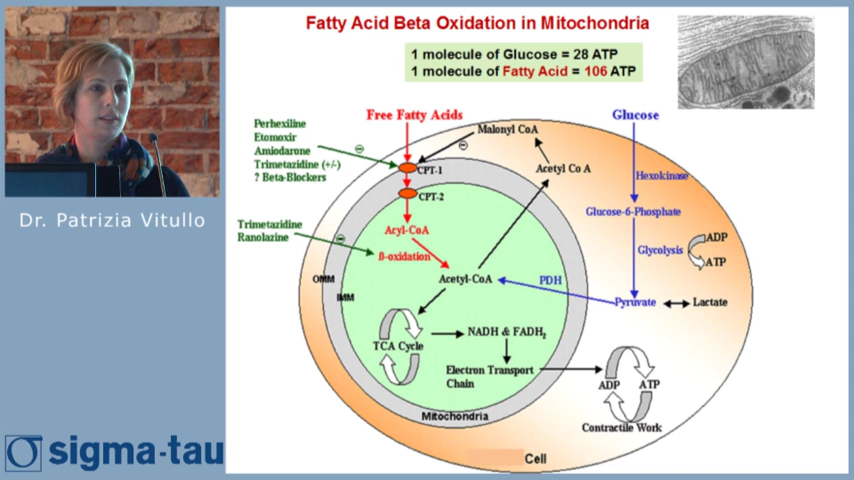 Fatty Acid Beta Oxidation in Mitochondria
1 molecule of Glucose = 28 ATP
1 molecule of Fatty Acid = 106 ATP
Free Fatty Acids
Glucose
Perhexiline
Etomoxir
Amiodarone
Trimetazidine (+/-)
? Beta-Blockers
Malonyl CoA
CPT-1
Acetyl Co A
Hexokinase
CPT-2
Glucose-6-Phosphate
Dr. Patrizia Vitullo
Trimetazidine
Ranolazine
Acyl-CoA
ß-oxidation
Glycolysis
ADP
ATP
Acetyl-CoA
PDH
OMM
IMM
Pyruvate
Lactate
TCA Cycle
NADH & FADH₂
Electron Transport
Chain
ADP
ATP
Mitochondria
Contractile Work
Cell
sigma-tau